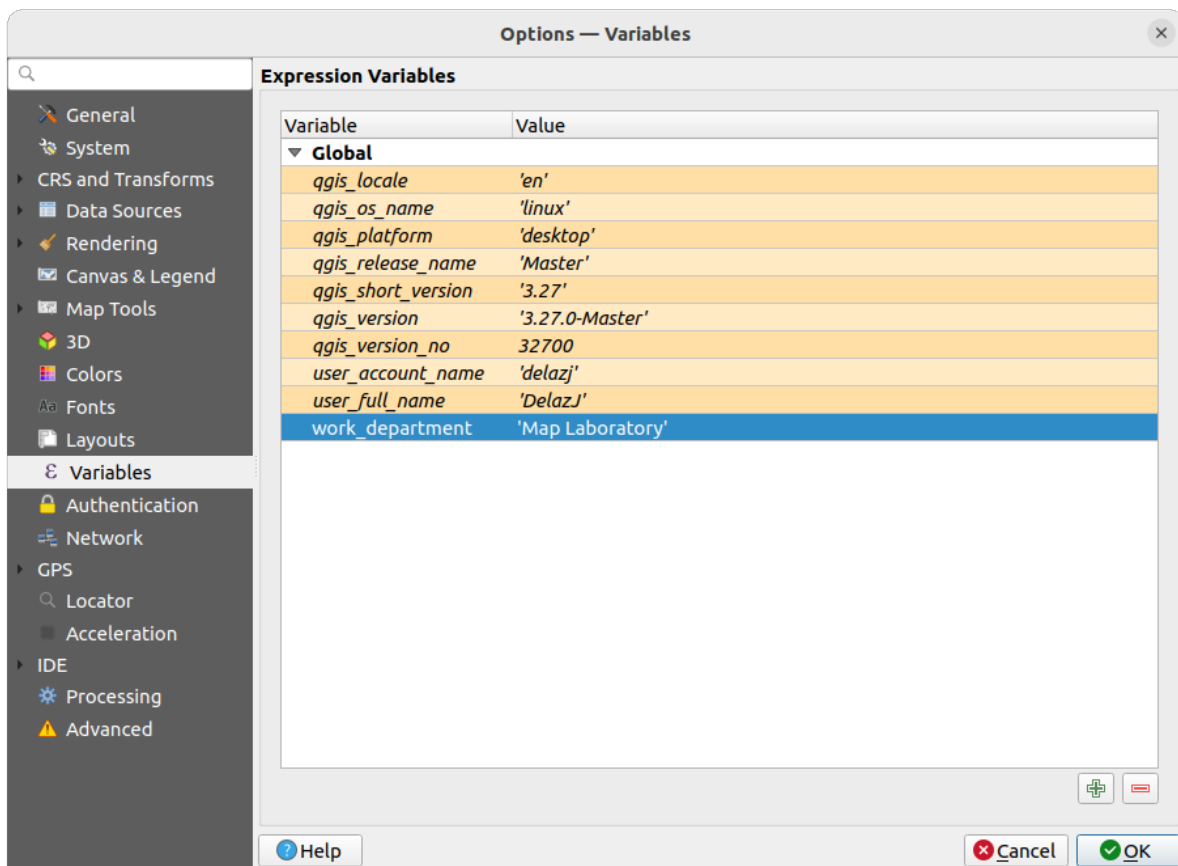 Options — Variables
Expression Variables
General
System
CRS and Transforms
Data Sources
Rendering
Canvas & Legend
Map Tools
3D
Colors
Aa Fonts
Layouts
ε Variables
Authentication
Network
GPS
Locator
Acceleration
IDE
Processing
Advanced
Variable Value
Global
qgis_locale 'en'
qgis_os_name 'linux'
qgis_platform 'desktop'
qgis_release_name 'Master'
qgis_short_version '3.27'
qgis_version '3.27.0-Master'
qgis_version_no 32700
user_account_name 'delazj'
user_full_name 'DelazJ'
work_department 'Map Laboratory'
Help Cancel OK